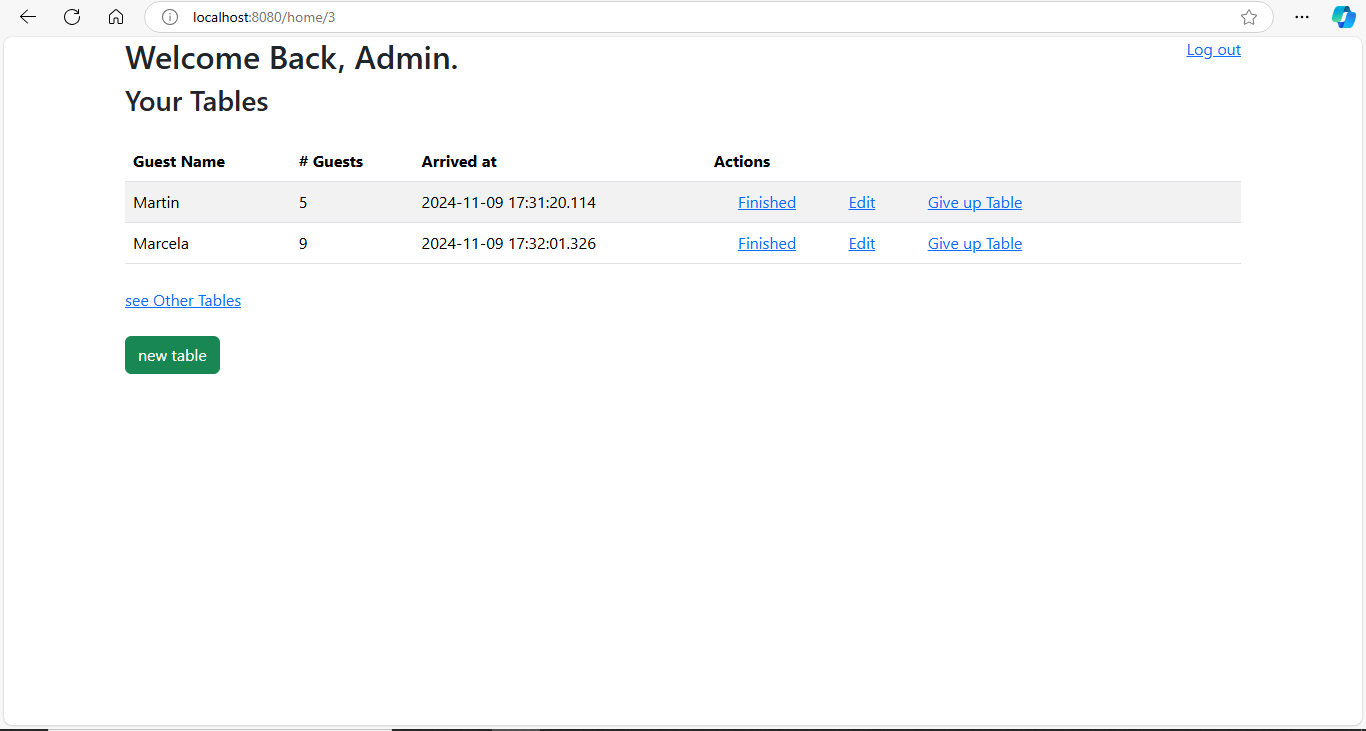 localhost:8080/home/3
Welcome Back, Admin.
Log out
Your Tables
Guest Name # Guests Arrived at Actions
Martin 5 2024-11-09 17:31:20.114 Finished Edit Give up Table
Marcela 9 2024-11-09 17:32:01.326 Finished Edit Give up Table
see Other Tables
new table